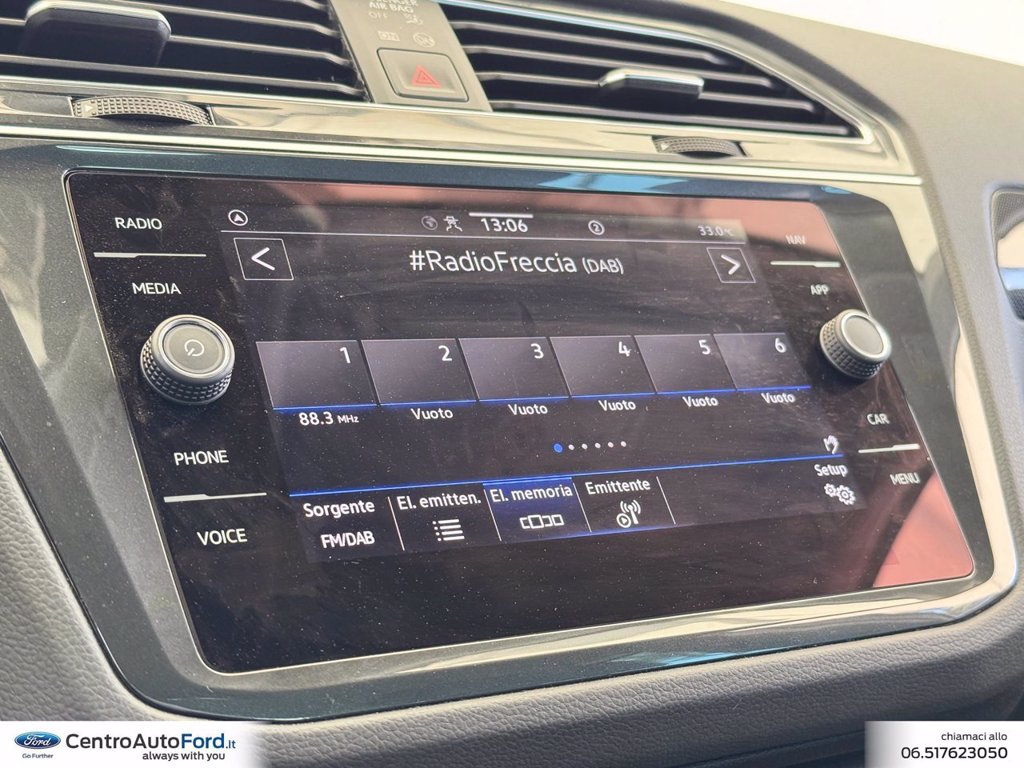 AIR BAG
OFF
RADIO
MEDIA
PHONE
VOICE
13:06
2
33.0°C
#RadioFreccia (DAB)
1
2
3
4
5
6
88.3 MHz
Vuoto
Vuoto
Vuoto
Vuoto
Vuoto
Sorgente
FM/DAB
El. emitten.
El. memoria
Emittente
Setup
NAV
APP
CAR
MENU
Ford
Go Further
CentroAutoFord.it
always with you
chiamaci allo
06.517623050